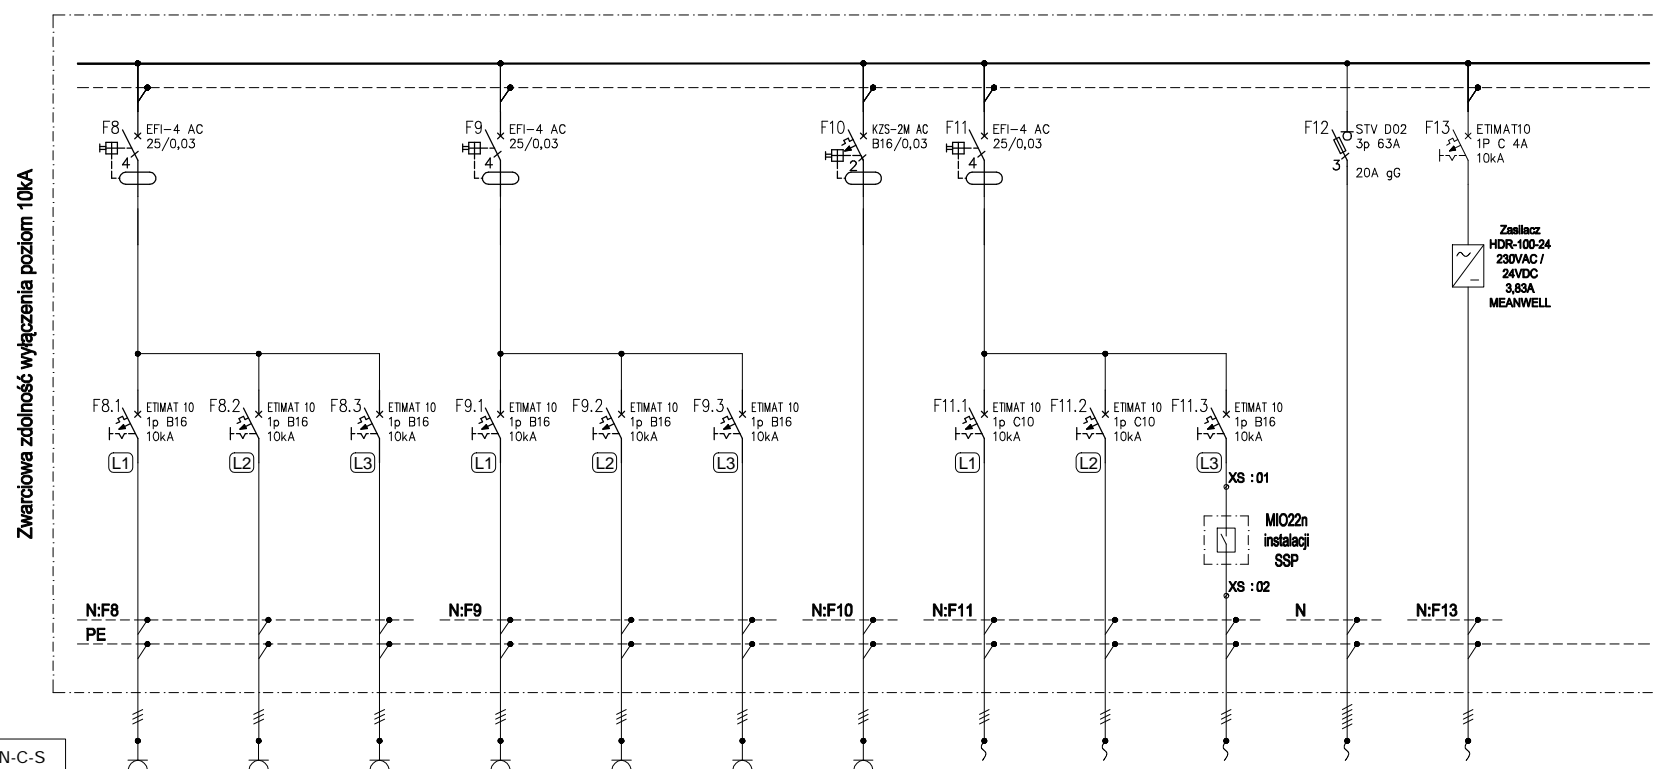 Zwarciowa zdolność wyłączenia poziom 10kA
F8
EFI-4 AC
25/0,03
4
F9
EFI-4 AC
25/0,03
4
F10
KZS-2M AC
B16/0,03
2
F11
EFI-4 AC
25/0,03
4
F12
STV D02
3p 63A
20A gG
3
F13
ETIMAT10
1P C 4A
10kA
Zasilacz
HDR-100-24
230VAC /
24VDC
3,83A
MEANWELL
F8.1
ETIMAT 10
1p B16
10kA
L1
F8.2
ETIMAT 10
1p B16
10kA
L2
F8.3
ETIMAT 10
1p B16
10kA
L3
F9.1
ETIMAT 10
1p B16
10kA
L1
F9.2
ETIMAT 10
1p B16
10kA
L2
F9.3
ETIMAT 10
1p B16
10kA
L3
F11.1
ETIMAT 10
1p C10
10kA
L1
F11.2
ETIMAT 10
1p C10
10kA
L2
F11.3
ETIMAT 10
1p B16
10kA
L3
XS :01
MIO22n
instalacji
SSP
XS :02
N:F8
N:F9
N:F10
N:F11
N
N:F13
PE
N-C-S